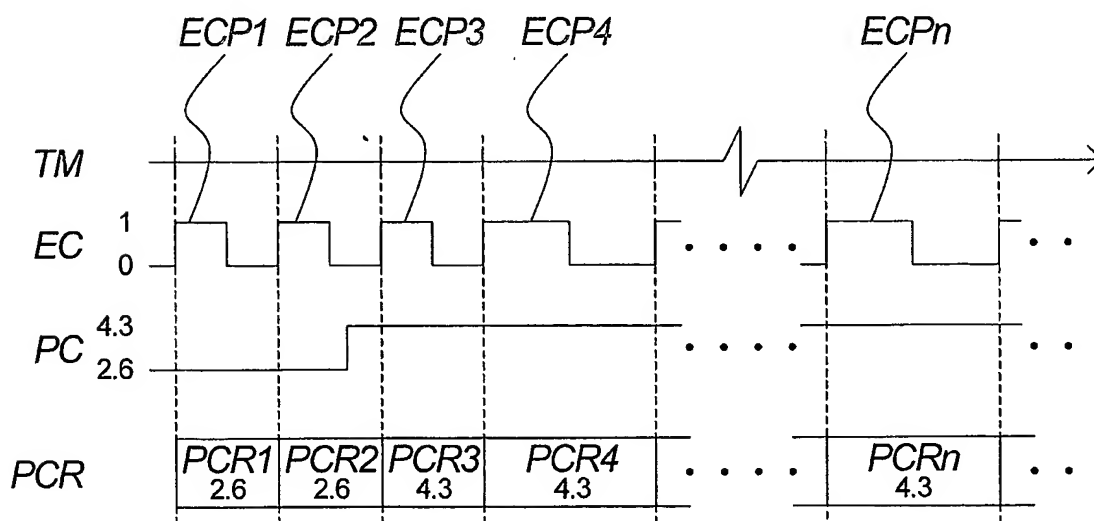 ECP1 ECP2 ECP3 ECP4 ECPn
TM
EC 1
0
PC 4.3
2.6
PCR PCR1 PCR2 PCR3 PCR4 PCRn
2.6 2.6 4.3 4.3 4.3